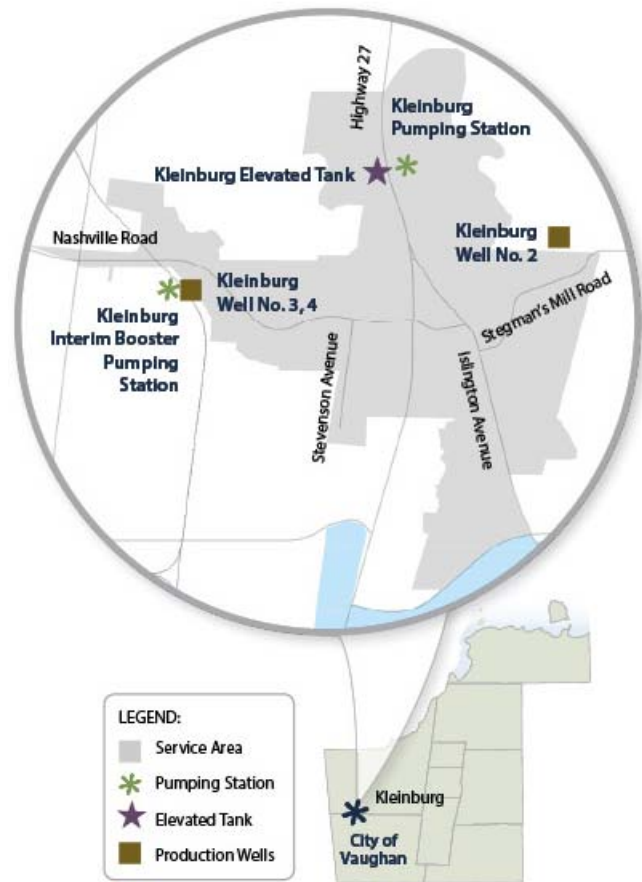 Highway 27
Kleinburg
Pumping Station
Kleinburg Elevated Tank
Nashville Road
Kleinburg
Well No. 2
Kleinburg
Well No. 3, 4
Stegman's Mill Road
Kleinburg
Interim Booster
Pumping
Station
Stevenson Avenue
Islington Avenue
LEGEND:
Service Area
Pumping Station
Elevated Tank
Production Wells
Kleinburg
City of
Vaughan